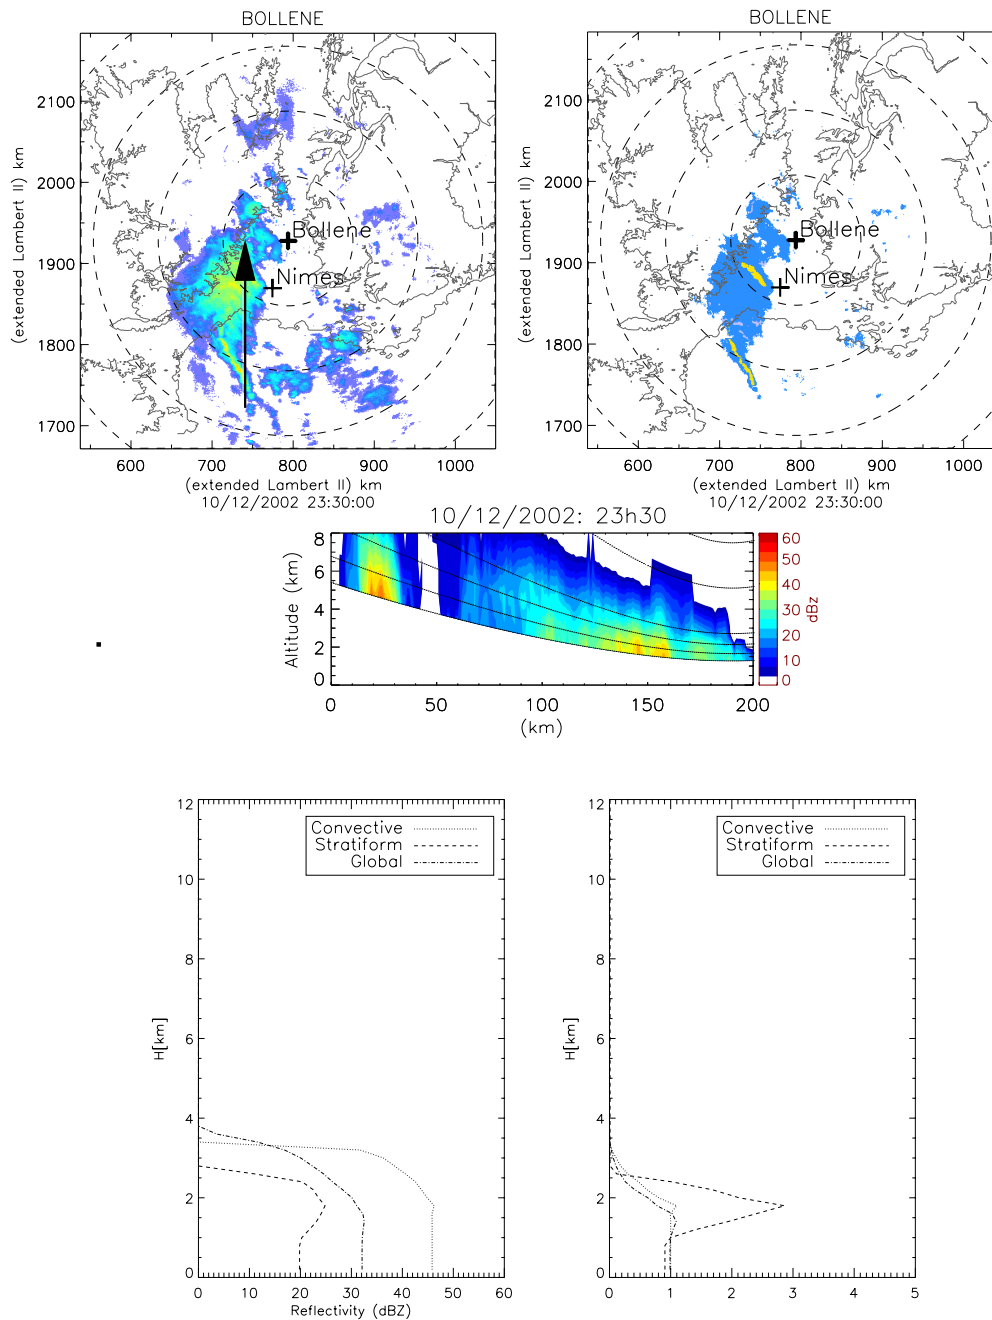 BOLLENE
BOLLENE
(extended Lambert II) km
2100
2000
1900
1800
1700
Bollene
Nimes
600 700 800 900 1000
(extended Lambert II) km
10/12/2002 23:30:00
(extended Lambert II) km
2100
2000
1900
1800
1700
Bollene
Nimes
600 700 800 900 1000
(extended Lambert II) km
10/12/2002 23:30:00
10/12/2002: 23h30
Altitude (km)
8
6
4
2
0
0 50 100 150 200
(km)
60
50
40
30
20
10
0
dBz
12
10
8
6
4
2
0
H[km]
Convective
Stratiform
Global
0 10 20 30 40 50 60
Reflectivity (dBZ)
12
10
8
6
4
2
0
H[km]
Convective
Stratiform
Global
0 1 2 3 4 5